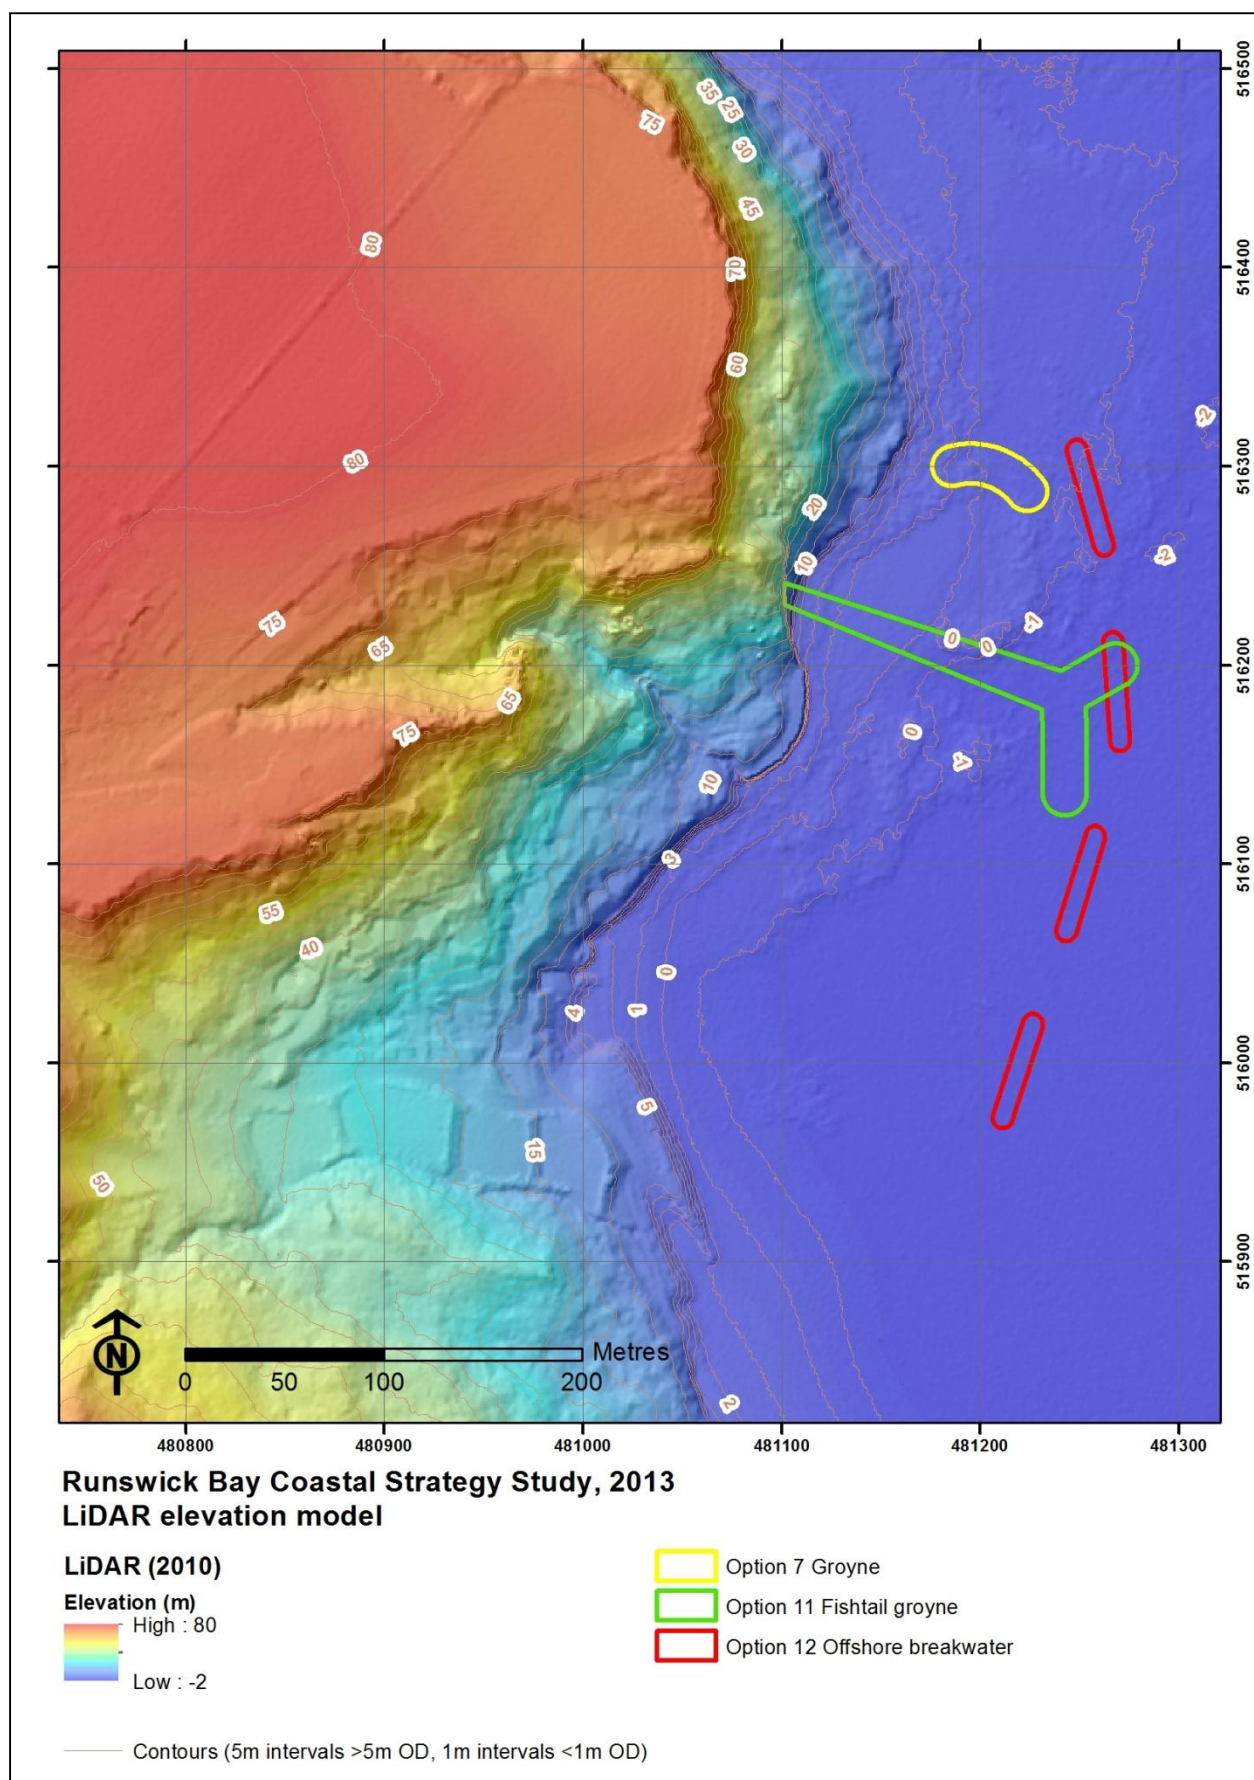 75
35
25
30
45
80
70
60
80
20
10
75
65
65
75
10
3
55
40
0
4
1
5
15
50
2
-2
-2
-1
0
0
0
-1
516500
516400
516300
516200
516100
516000
515900
N
Metres
0 50 100 200
480800 480900 481000 481100 481200 481300
Runswick Bay Coastal Strategy Study, 2013
LiDAR elevation model
LiDAR (2010)
Elevation (m)
High : 80
Low : -2
Option 7 Groyne
Option 11 Fishtail groyne
Option 12 Offshore breakwater
Contours (5m intervals >5m OD, 1m intervals <1m OD)